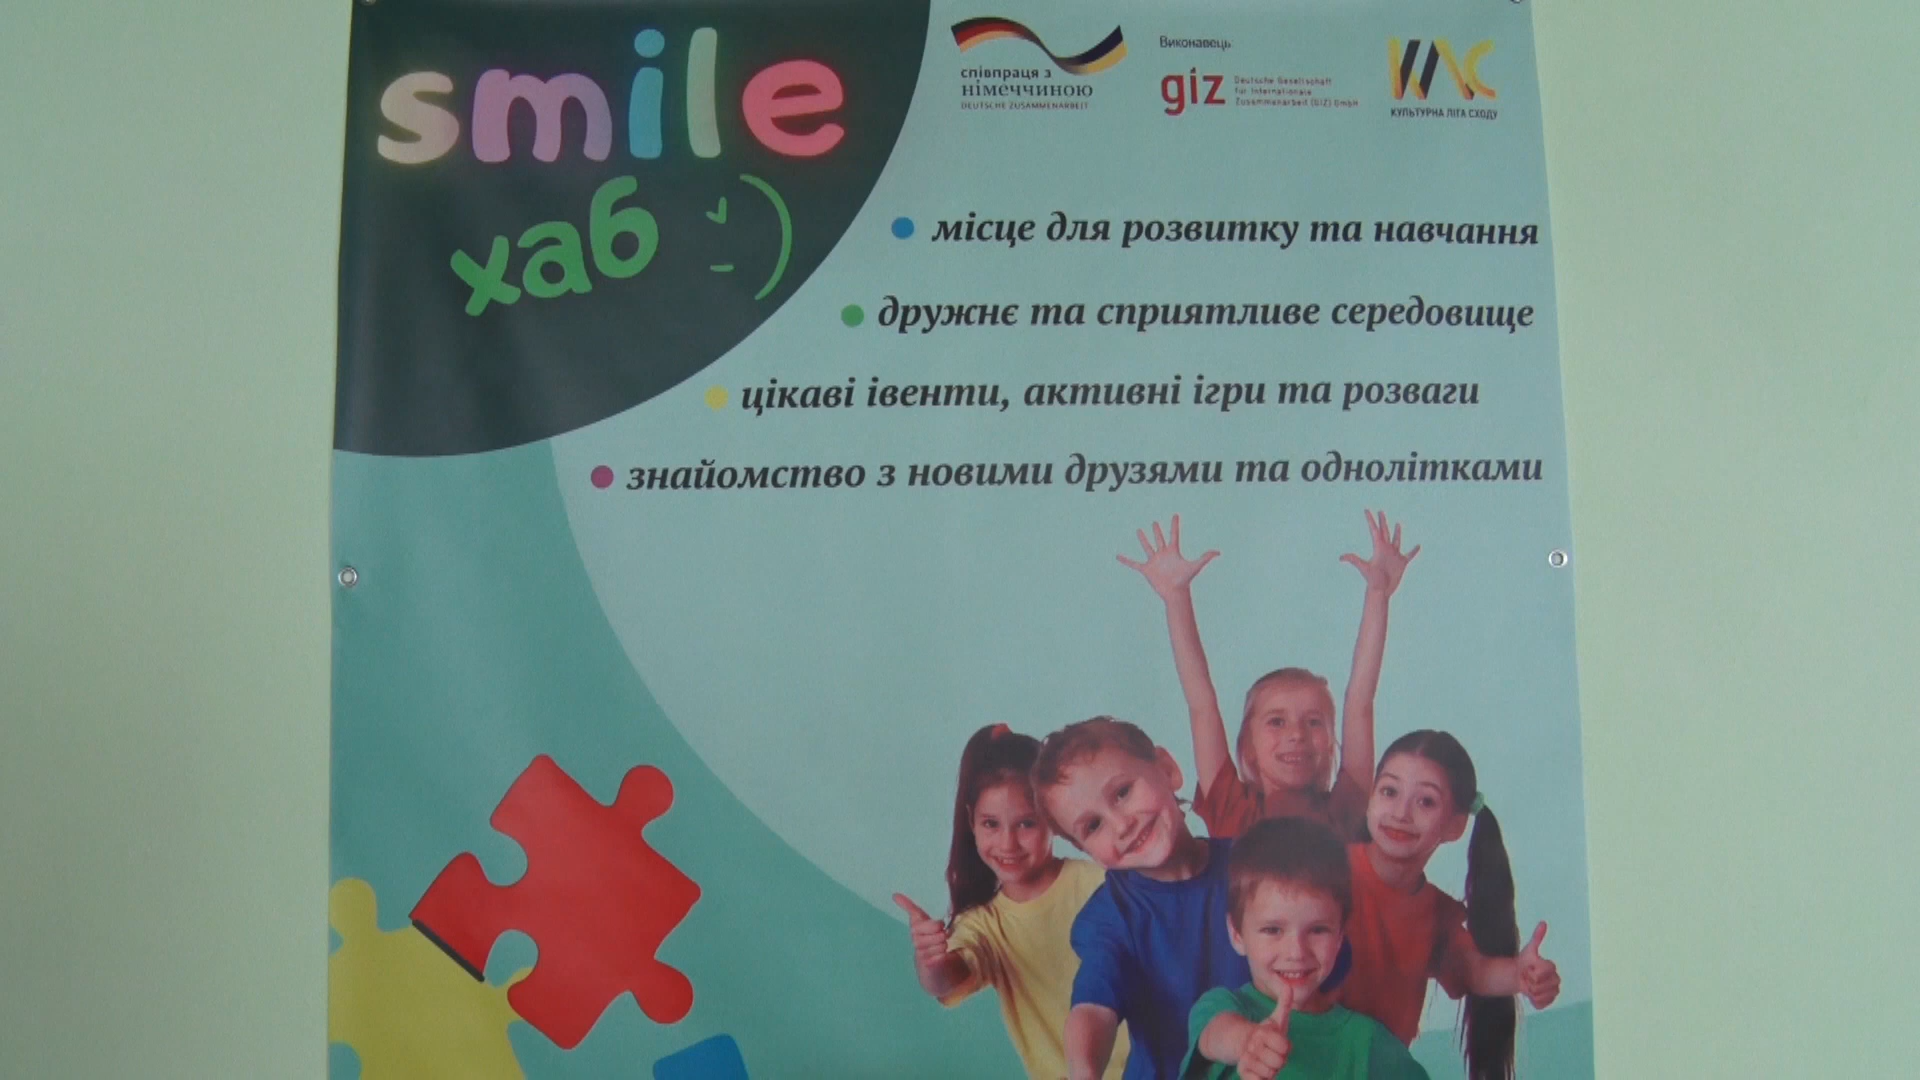 smile
хаб :)
співпраця з
німеччиною
DEUTSCHE ZUSAMMENARBEIT
Виконавець:
giz
Deutsche Gesellschaft
für Internationale
Zusammenarbeit (GIZ) GmbH
КЛС
КУЛЬТУРНА ЛІГА СХОДУ
місце для розвитку та навчання
дружнє та сприятливе середовище
цікаві івенти, активні ігри та розваги
знайомство з новими друзями та однолітками